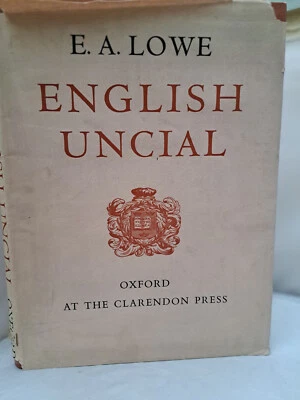 E. A. LOWE
ENGLISH
UNCIAL
OXFORD
AT THE CLARENDON PRESS